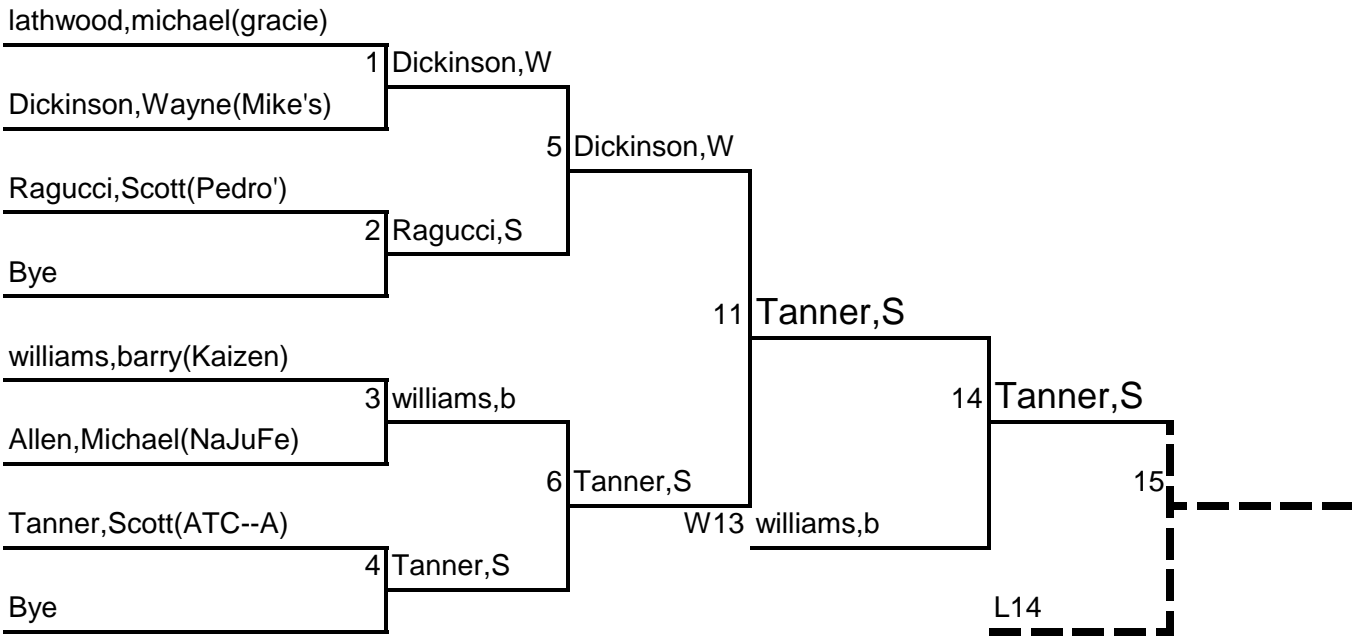 lathwood,michael(gracie)
1 Dickinson,W
Dickinson,Wayne(Mike's)
5 Dickinson,W
Ragucci,Scott(Pedro')
2 Ragucci,S
Bye
11 Tanner,S
williams,barry(Kaizen)
3 williams,b
14 Tanner,S
Allen,Michael(NaJuFe)
6 Tanner,S
15
Tanner,Scott(ATC--A)
W13 williams,b
4 Tanner,S
Bye
L14